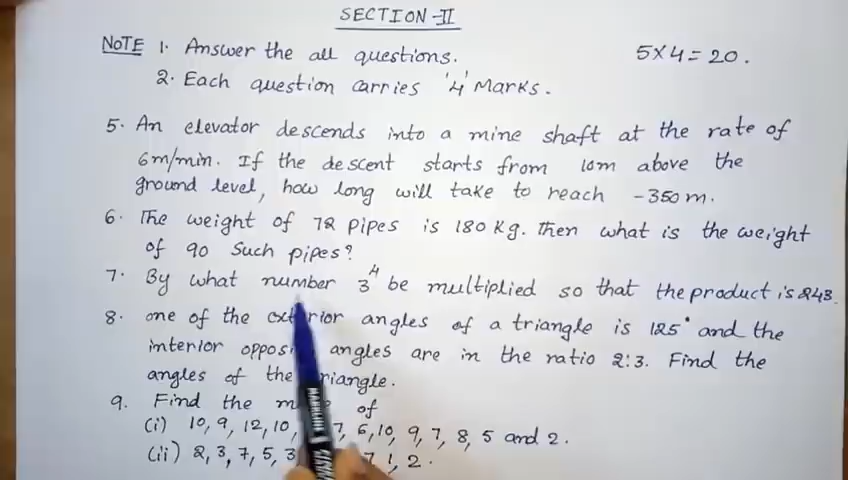 SECTION-II
NOTE 1. Answer the all questions. 5x4=20.
2. Each question carries '4' Marks.
5. An elevator descends into a mine shaft at the rate of
6m/min. If the descent starts from 10m above the
ground level, how long will take to reach -350m.
6. The weight of 72 pipes is 180 kg. Then what is the weight
of 90 such pipes?
7. By what number 3⁴ be multiplied so that the product is 243.
8. one of the exterior angles of a triangle is 125° and the
interior angles are in the ratio 2:3. Find the
angles of the triangle.
9. Find the of
(i) 10, 9, 12, 10, 7, 6, 10, 9, 7, 8, 5 and 2.
(ii) 2, 3, 7, 5, 3 7 1, 2.